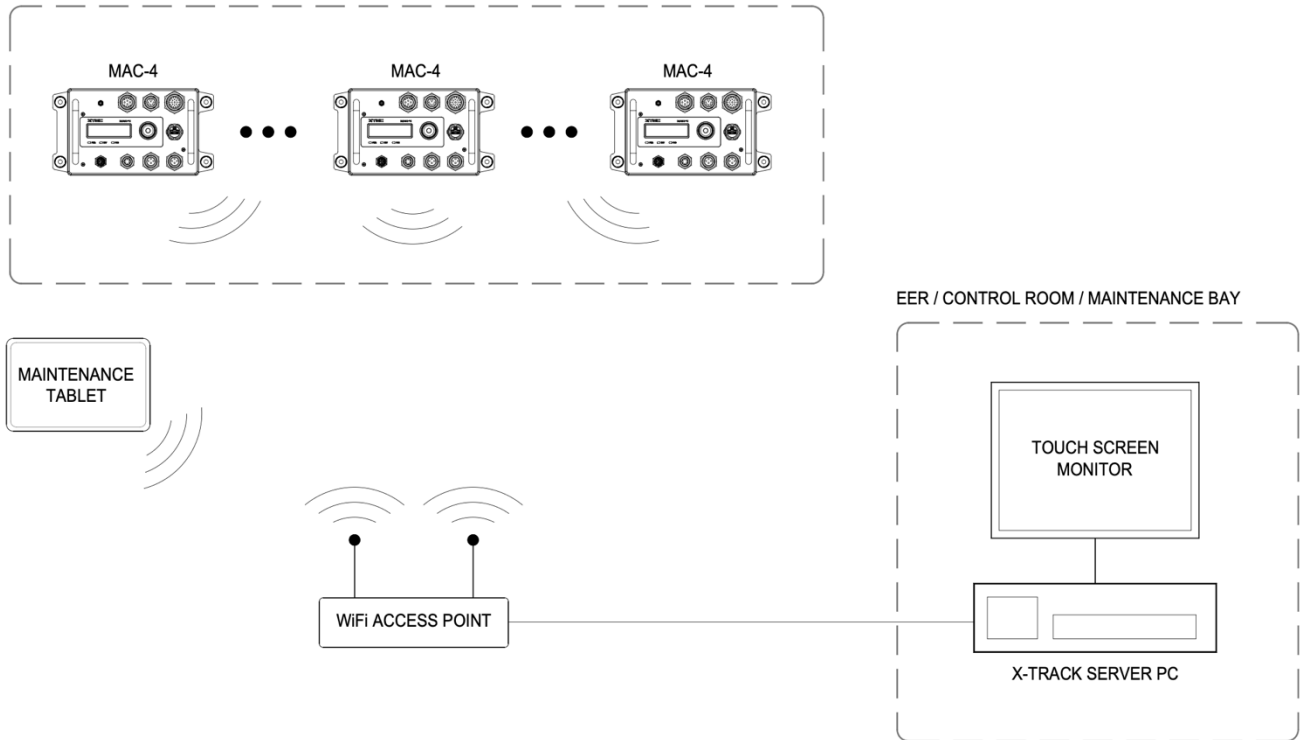 MAC-4
MAC-4
MAC-4
EER / CONTROL ROOM / MAINTENANCE BAY
MAINTENANCE
TABLET
TOUCH SCREEN
MONITOR
WiFi ACCESS POINT
X-TRACK SERVER PC